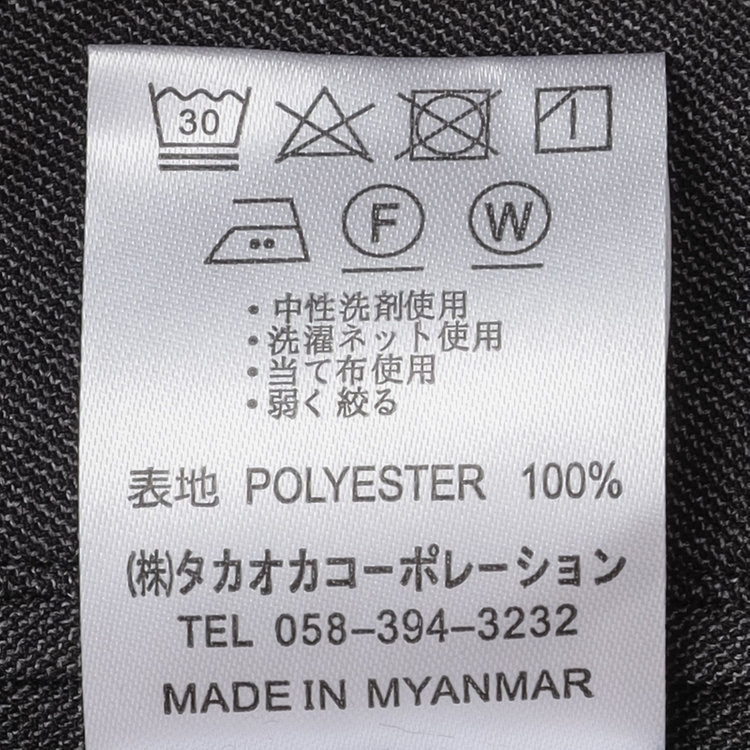 30
F W
・中性洗剤使用
・洗濯ネット使用
・当て布使用
・弱く絞る
表地 POLYESTER 100%
(株)タカオカコーポレーション
TEL 058-394-3232
MADE IN MYANMAR